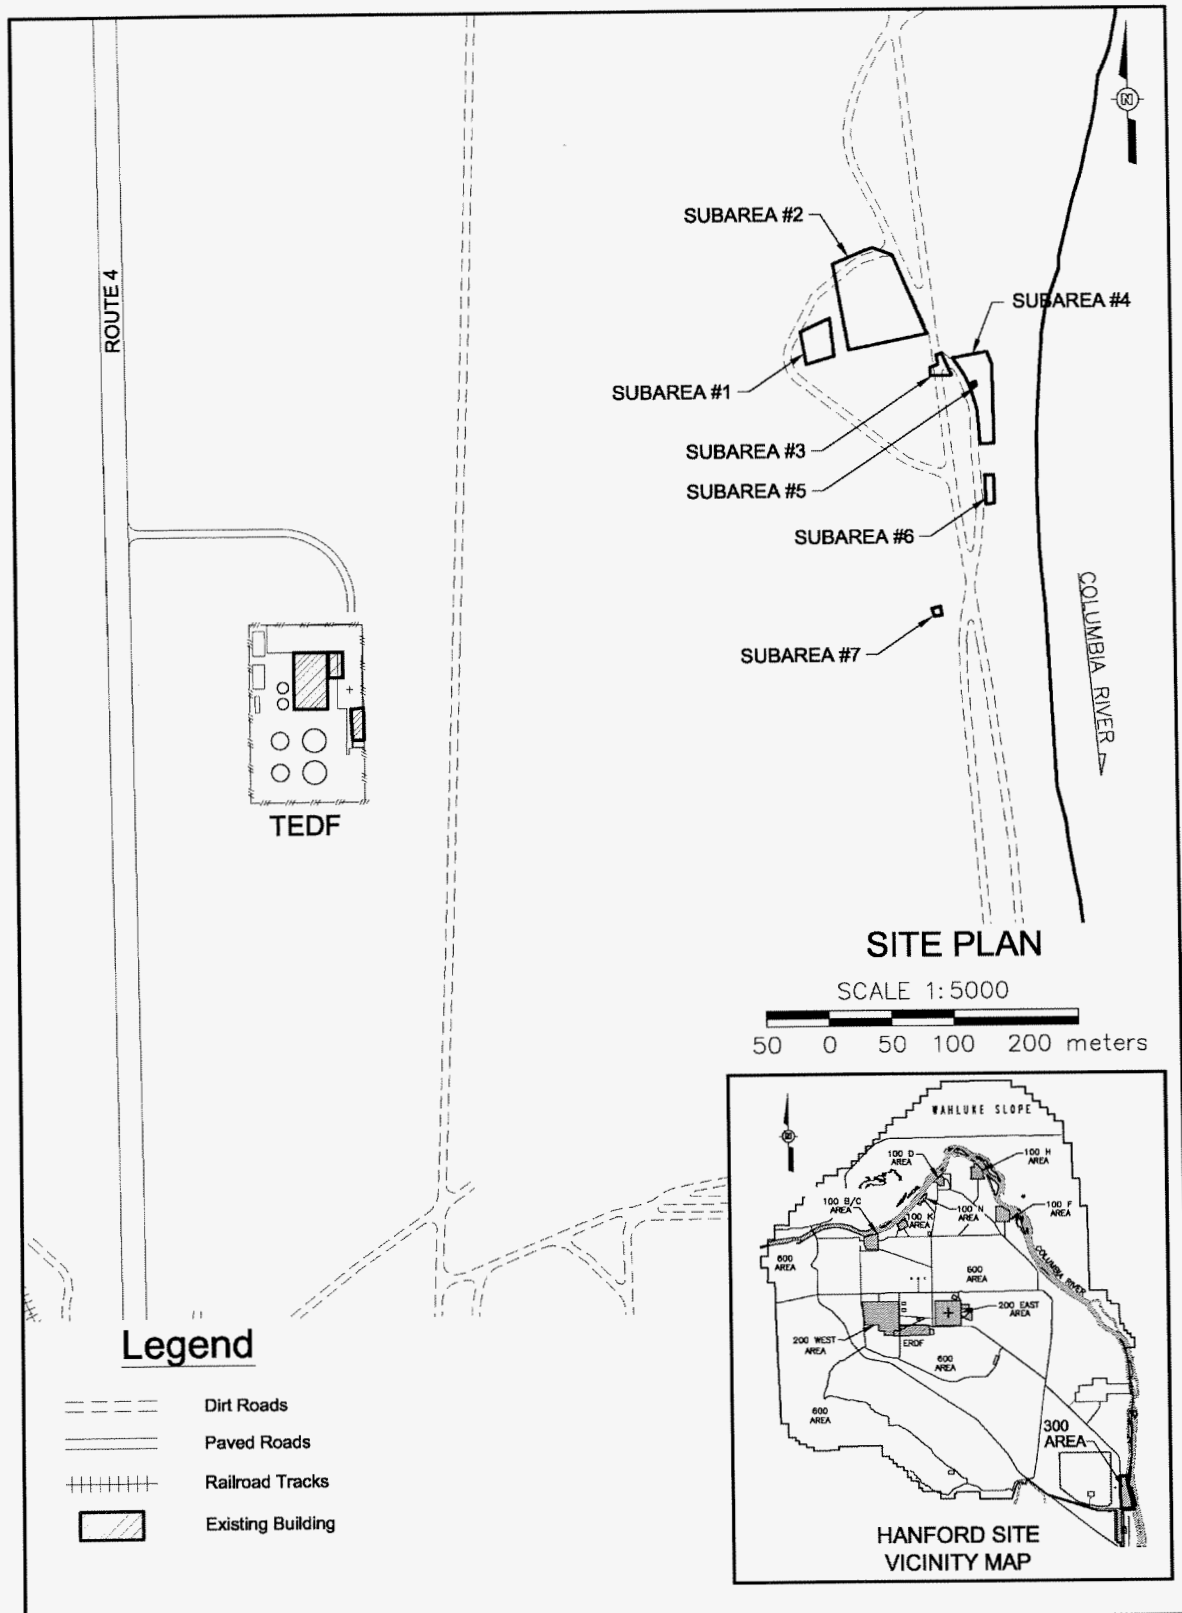 N
SUBAREA #2
ROUTE 4
SUBAREA #4
SUBAREA #1
SUBAREA #3
SUBAREA #5
SUBAREA #6
COLUMBIA RIVER
SUBAREA #7
TEDF
SITE PLAN
SCALE 1:5000
50 0 50 100 200 meters
WAHLUKE SLOPE
N
100 D
AREA
100 H
AREA
100 B/C
AREA
100 K
AREA
100 N
AREA
100 F
AREA
COLUMBIA RIVER
600
AREA
600
AREA
200 EAST
AREA
200 WEST
AREA
ERDF
600
AREA
600
AREA
300
AREA
HANFORD SITE
VICINITY MAP
Legend
Dirt Roads
Paved Roads
Railroad Tracks
Existing Building